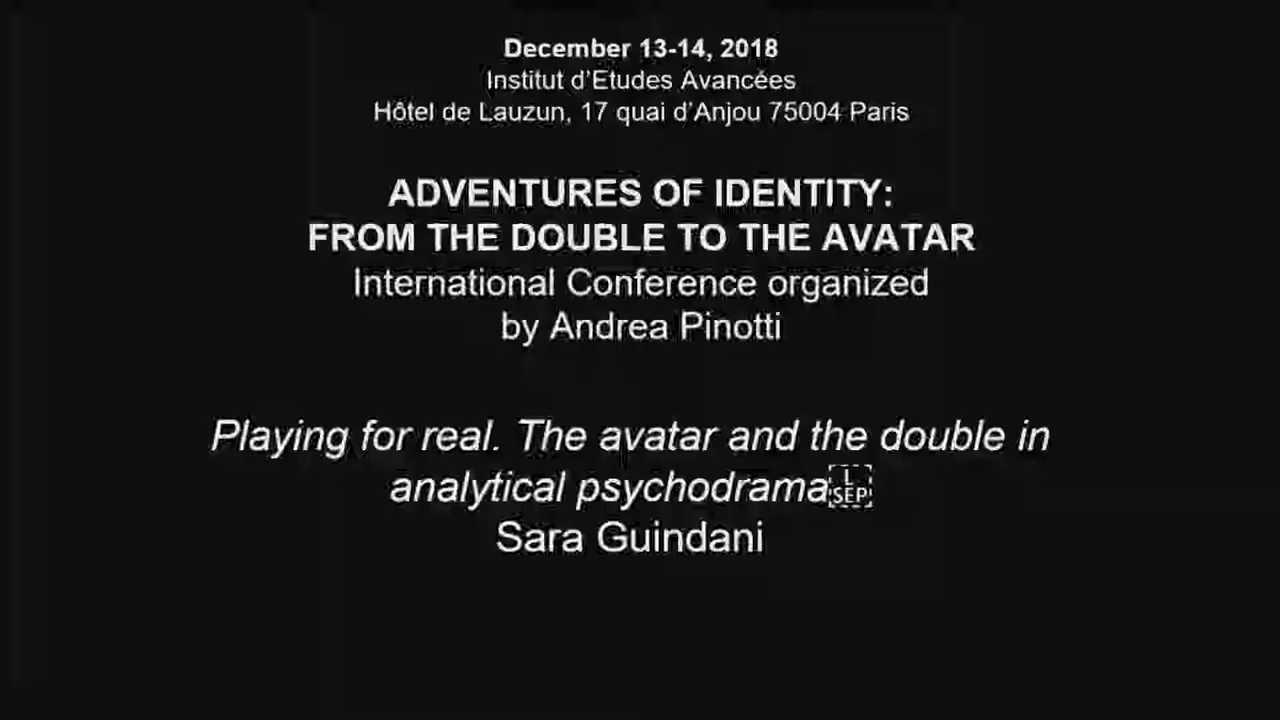 December 13-14, 2018
Institut d’Etudes Avancées
Hôtel de Lauzun, 17 quai d’Anjou 75004 Paris
ADVENTURES OF IDENTITY:
FROM THE DOUBLE TO THE AVATAR
International Conference organized
by Andrea Pinotti
Playing for real. The avatar and the double in
analytical psychodrama L SEP
Sara Guindani